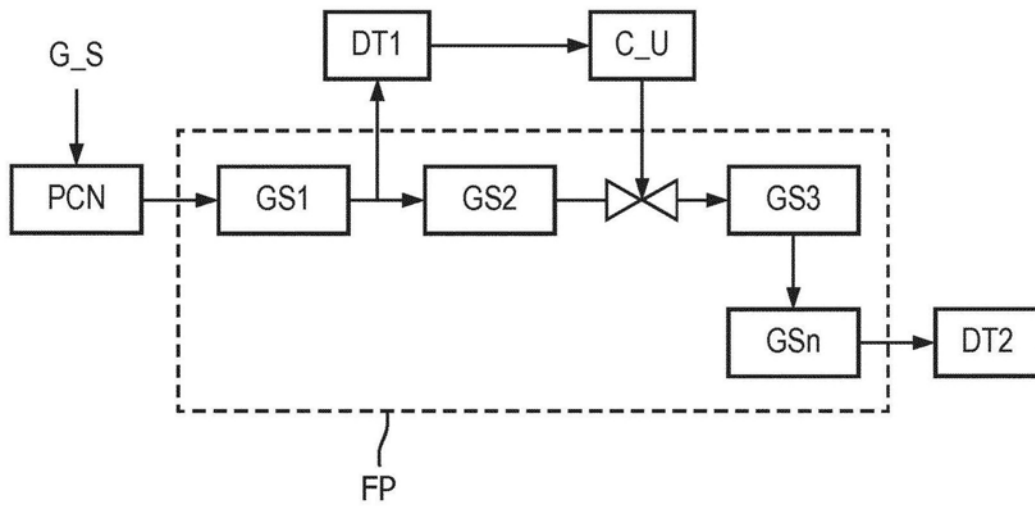 DT1
C_U
G_S
PCN
GS1
GS2
GS3
GSn
DT2
FP